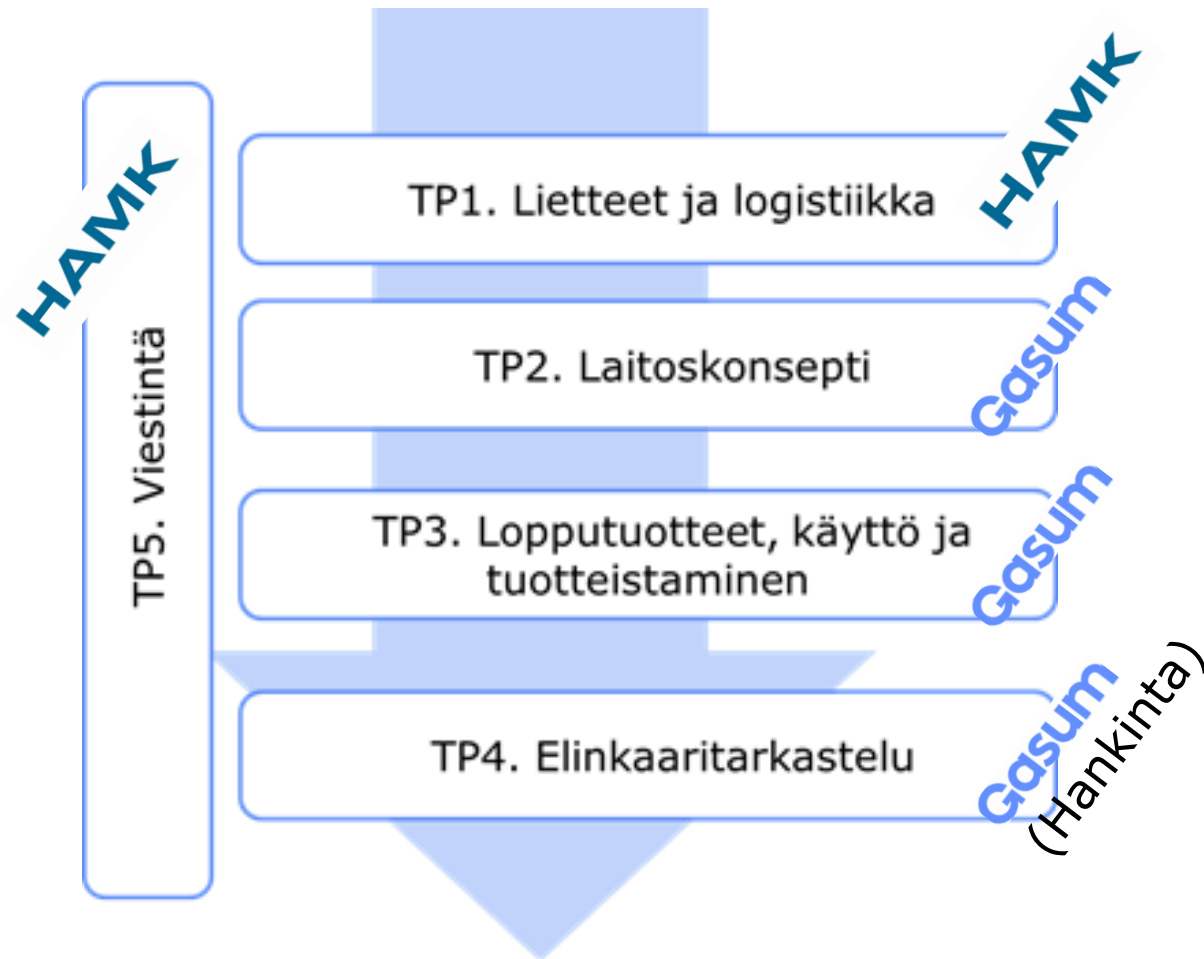 HAMK
TP5. Viestintä
TP1. Lietteet ja logistiikka
HAMK
TP2. Laitoskonsepti
Gasum
TP3. Lopputuotteet, käyttö ja
tuotteistaminen
Gasum
TP4. Elinkaaritarkastelu
Gasum
(Hankinta)